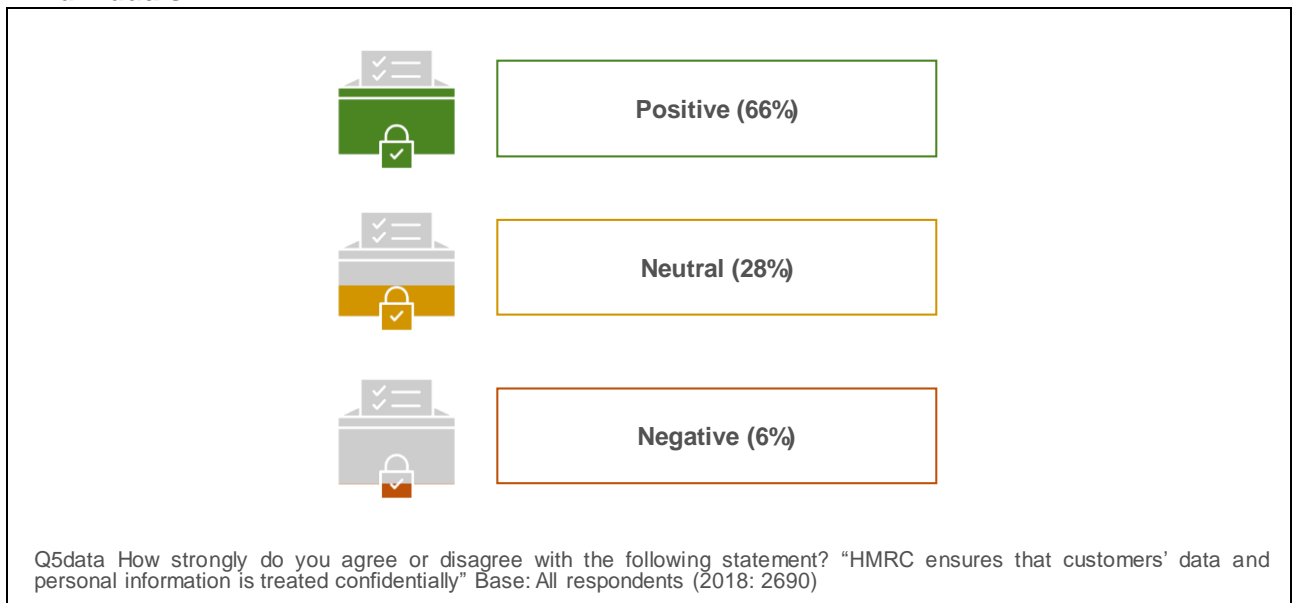 Positive (66%)
Neutral (28%)
Negative (6%)
Q5data How strongly do you agree or disagree with the following statement? “HMRC ensures that customers’ data and
personal information is treated confidentially” Base: All respondents (2018: 2690)